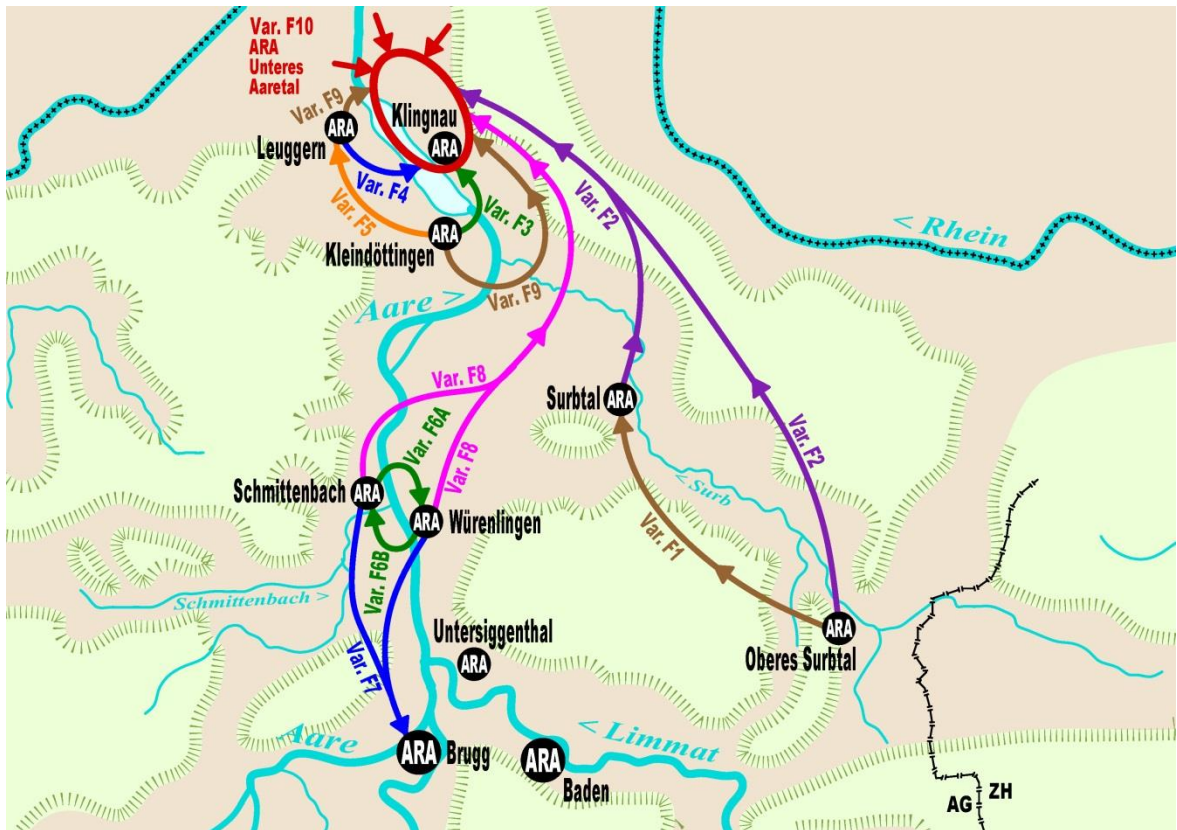 Var. F10
ARA
Unteres
Aaretal
Var. F9
Klingnau
ARA
ARA
Leuggern
Var. F4
Var. F5
Var. F3
ARA
Kleindöttingen
Var. F9
Var. F2
< Rhein
Aare >
Var. F8
Surbtal
ARA
Var. F6A
Var. F8
Var. F2
Schmittenbach
ARA
ARA
Würenlingen
< Surb
Var. F1
Var. F6B
Schmittenbach >
Untersiggenthal
ARA
ARA
Oberes Surbtal
Var. F7
Aare
ARA
Brugg
< Limmat
ARA
Baden
AG
ZH